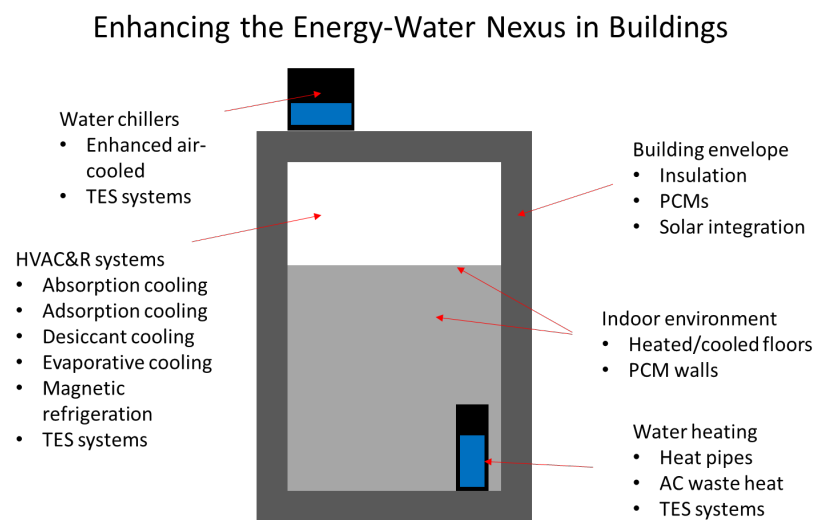 Enhancing the Energy-Water Nexus in Buildings
Water chillers
• Enhanced air-
cooled
• TES systems
HVAC&R systems
• Absorption cooling
• Adsorption cooling
• Desiccant cooling
• Evaporative cooling
• Magnetic
refrigeration
• TES systems
Building envelope
• Insulation
• PCMs
• Solar integration
Indoor environment
• Heated/cooled floors
• PCM walls
Water heating
• Heat pipes
• AC waste heat
• TES systems